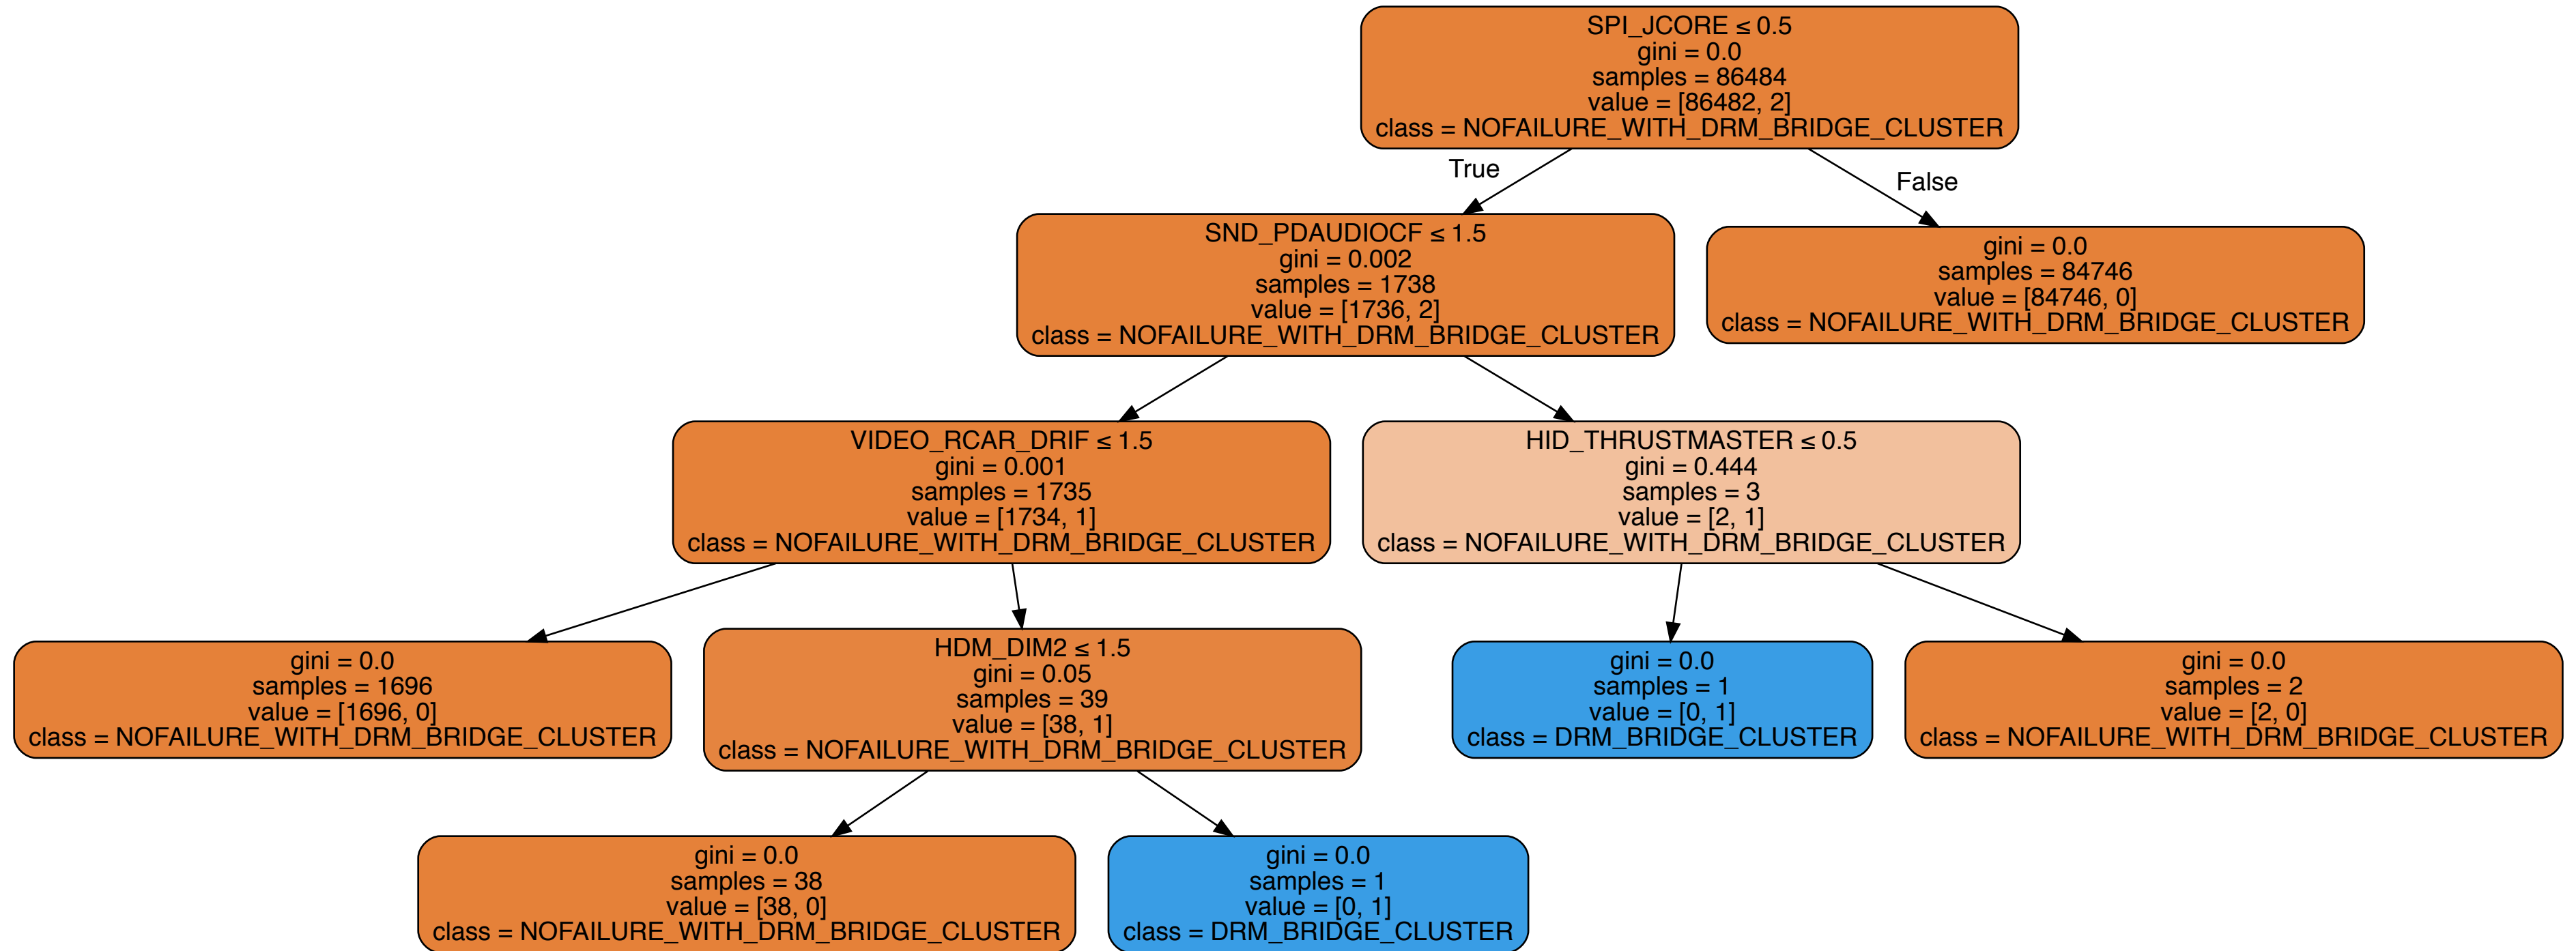 SPI_JCORE ≤ 0.5
gini = 0.0
samples = 86484
value = [86482, 2]
class = NOFAILURE_WITH_DRM_BRIDGE_CLUSTER
True
False
SND_PDAUDIOCF ≤ 1.5
gini = 0.002
samples = 1738
value = [1736, 2]
class = NOFAILURE_WITH_DRM_BRIDGE_CLUSTER
gini = 0.0
samples = 84746
value = [84746, 0]
class = NOFAILURE_WITH_DRM_BRIDGE_CLUSTER
VIDEO_RCAR_DRIF ≤ 1.5
gini = 0.001
samples = 1735
value = [1734, 1]
class = NOFAILURE_WITH_DRM_BRIDGE_CLUSTER
HID_THRUSTMASTER ≤ 0.5
gini = 0.444
samples = 3
value = [2, 1]
class = NOFAILURE_WITH_DRM_BRIDGE_CLUSTER
gini = 0.0
samples = 1696
value = [1696, 0]
class = NOFAILURE_WITH_DRM_BRIDGE_CLUSTER
HDM_DIM2 ≤ 1.5
gini = 0.05
samples = 39
value = [38, 1]
class = NOFAILURE_WITH_DRM_BRIDGE_CLUSTER
gini = 0.0
samples = 1
value = [0, 1]
class = DRM_BRIDGE_CLUSTER
gini = 0.0
samples = 2
value = [2, 0]
class = NOFAILURE_WITH_DRM_BRIDGE_CLUSTER
gini = 0.0
samples = 38
value = [38, 0]
class = NOFAILURE_WITH_DRM_BRIDGE_CLUSTER
gini = 0.0
samples = 1
value = [0, 1]
class = DRM_BRIDGE_CLUSTER